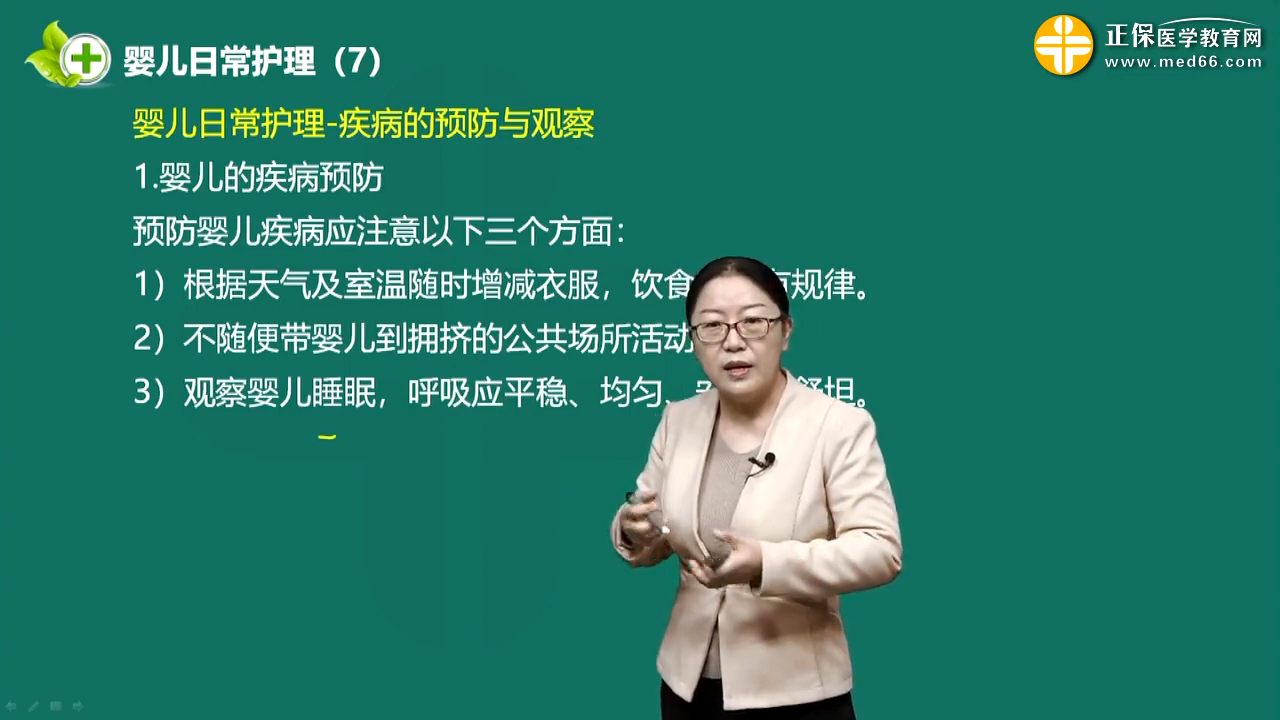 婴儿日常护理（7）
正保医学教育网
www.med66.com
婴儿日常护理-疾病的预防与观察
1.婴儿的疾病预防
预防婴儿疾病应注意以下三个方面：
1）根据天气及室温随时增减衣服，饮食 有规律。
2）不随便带婴儿到拥挤的公共场所活动
3）观察婴儿睡眠，呼吸应平稳、均匀、 舒坦。